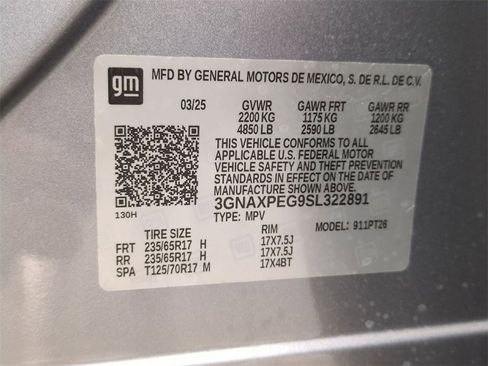 gm
MFD BY GENERAL MOTORS DE MEXICO, S. DE R.L. DE C.V.
03/25 GVWR GAWR FRT GAWR RR
2200 KG 1175 KG 1200 KG
4850 LB 2590 LB 2645 LB
THIS VEHICLE CONFORMS TO ALL
APPLICABLE U.S. FEDERAL MOTOR
VEHICLE SAFETY AND THEFT PREVENTION
STANDARDS IN EFFECT ON THE DATE OF
MANUFACTURE SHOWN ABOVE
3GNAXPEG9SL322891
130H TYPE: MPV MODEL: 911PT26
TIRE SIZE RIM
FRT 235/65R17 H 17X7.5J
RR 235/65R17 H 17X7.5J
SPA T125/70R17 M 17X4BT